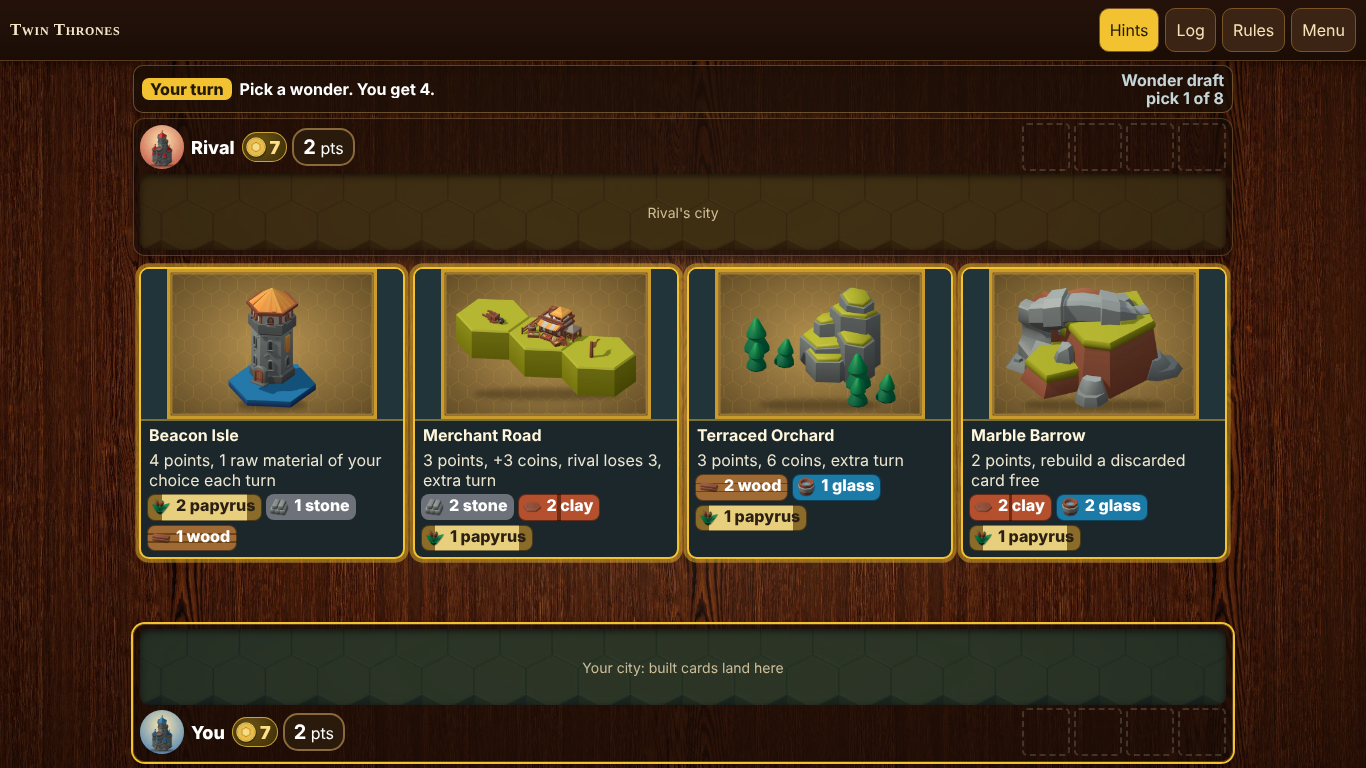 Twin Thrones
Hints
Log
Rules
Menu
Your turn Pick a wonder. You get 4.
Wonder draft
pick 1 of 8
Rival 7 2 pts
Rival's city
Beacon Isle
4 points, 1 raw material of your
choice each turn
2 papyrus 1 stone
1 wood
Merchant Road
3 points, +3 coins, rival loses 3,
extra turn
2 stone 2 clay
1 papyrus
Terraced Orchard
3 points, 6 coins, extra turn
2 wood 1 glass
1 papyrus
Marble Barrow
2 points, rebuild a discarded
card free
2 clay 2 glass
1 papyrus
Your city: built cards land here
You 7 2 pts